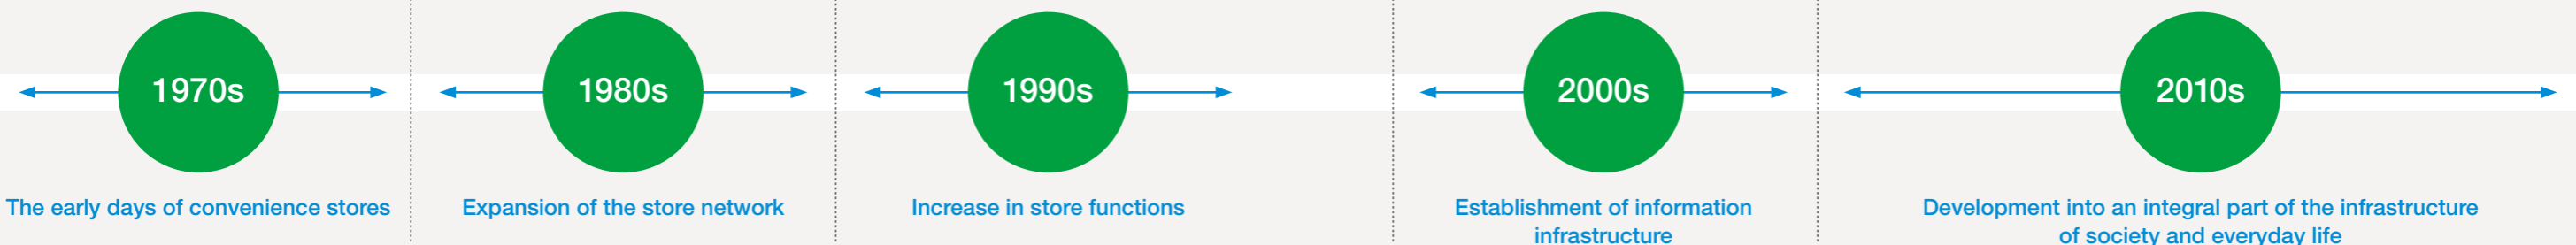 1970s
The early days of convenience stores
1980s
Expansion of the store network
1990s
Increase in store functions
2000s
Establishment of information
infrastructure
2010s
Development into an integral part of the infrastructure
of society and everyday life